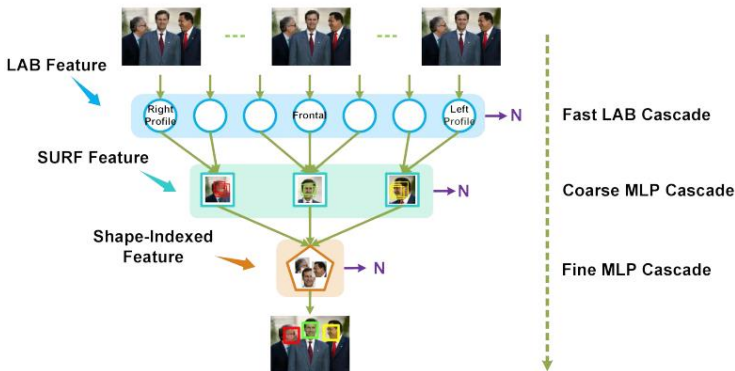 LAB Feature
Right
Profile
Frontal
Left
Profile
N
Fast LAB Cascade
SURF Feature
N
Coarse MLP Cascade
Shape-Indexed
Feature
N
Fine MLP Cascade